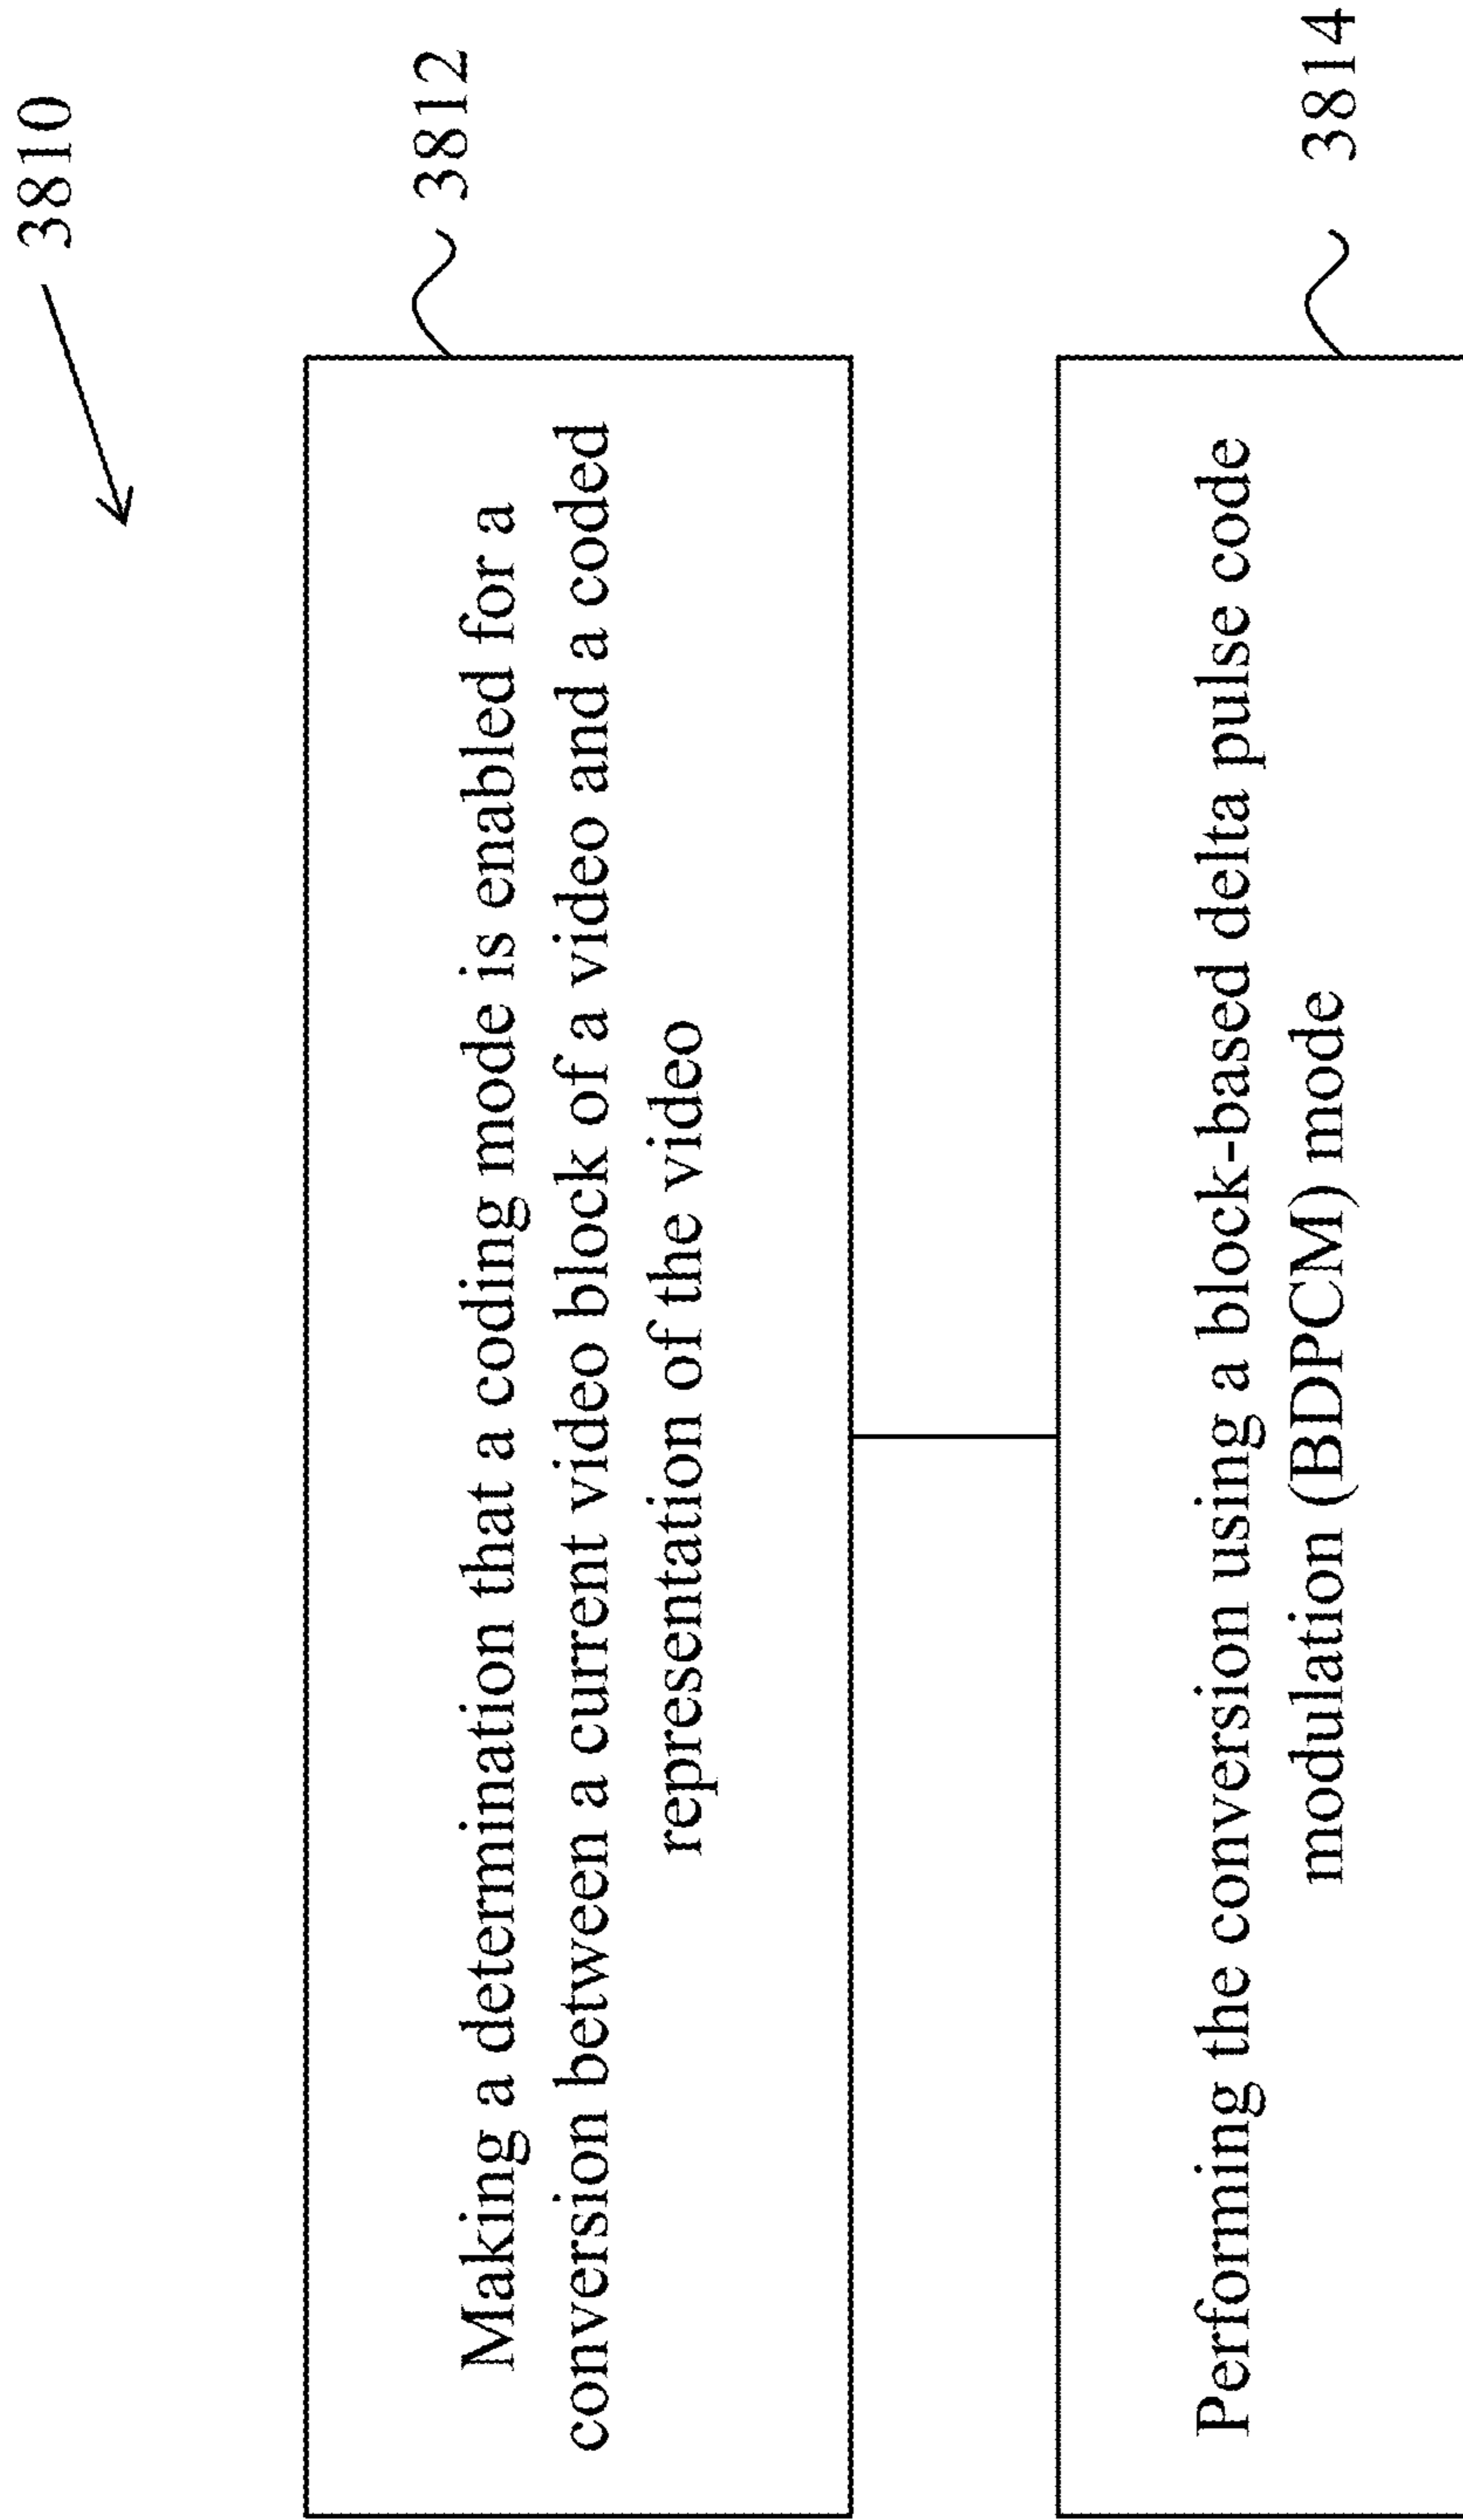 3810
3812
Making a determination that a coding mode is enabled for a
conversion between a current video block of a video and a coded
representation of the video
3814
Performing the conversion using a block-based delta pulse code
modulation (BDPCM) mode